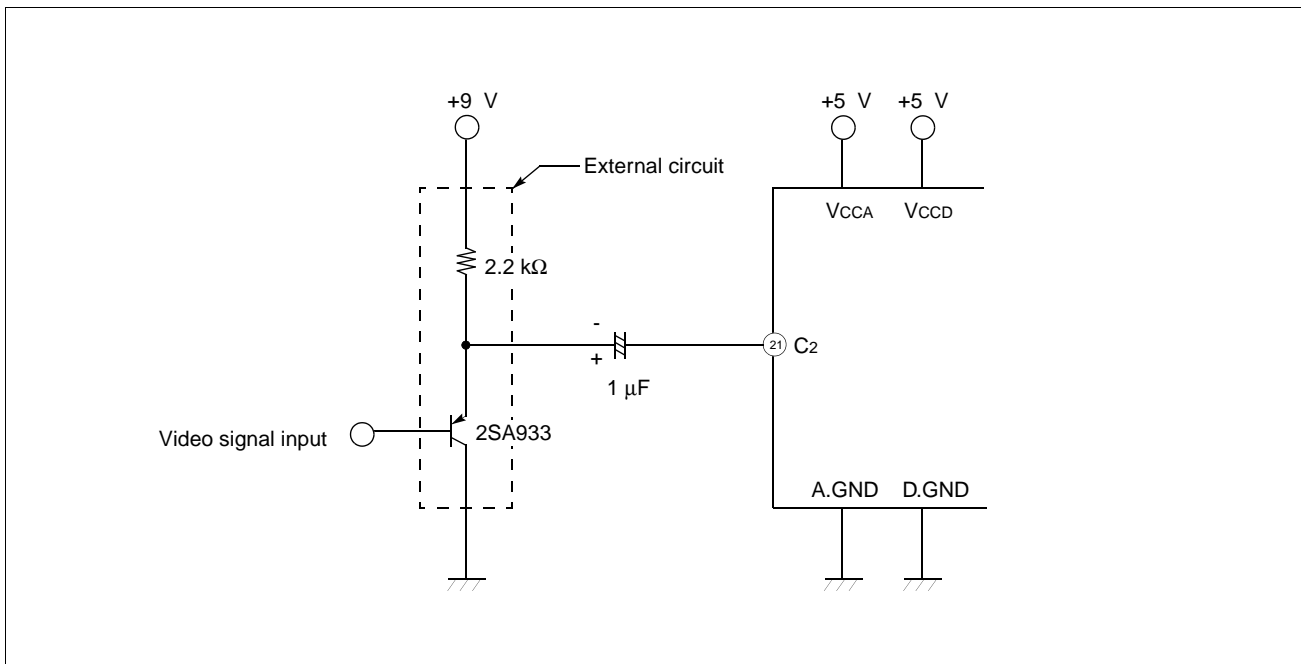 +9 V
+5 V +5 V
External circuit
VCCA VCCD
2.2 kΩ
-
+
21 C2
1 μF
Video signal input
2SA933
A.GND D.GND